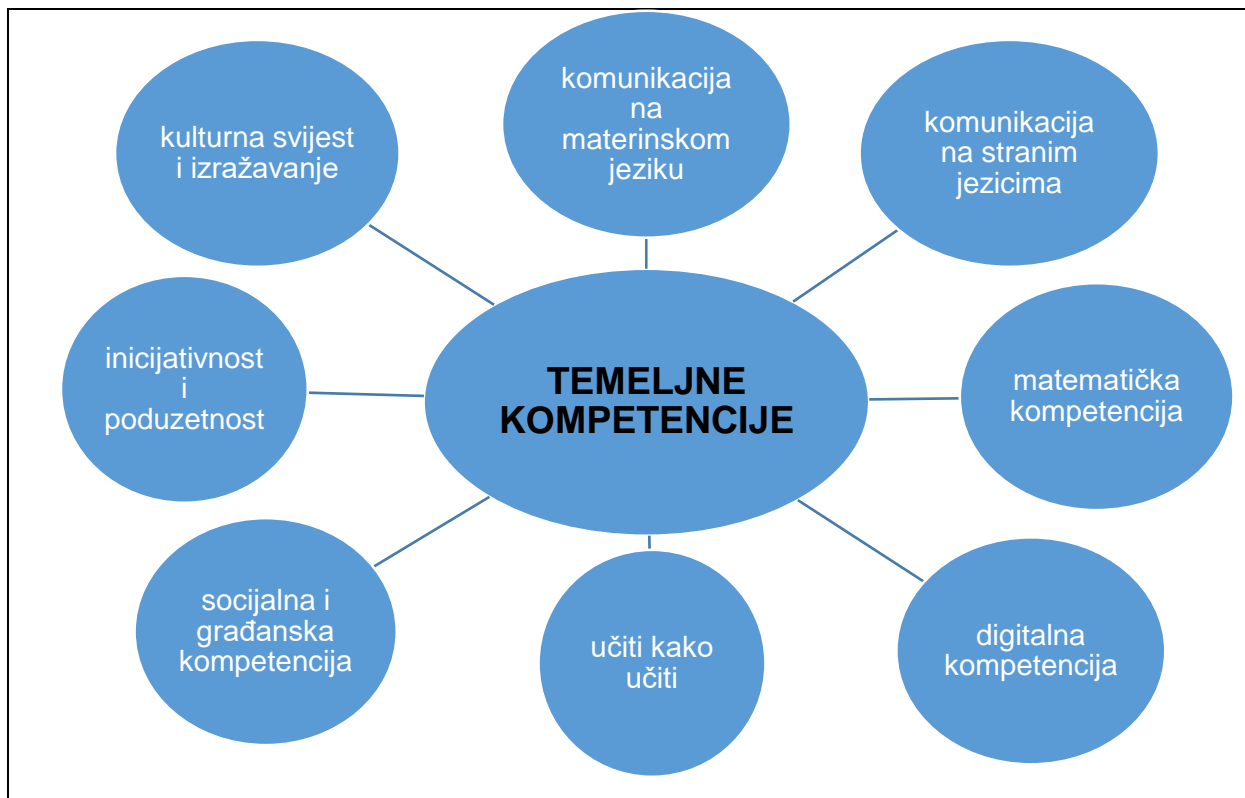 komunikacija
na
materinskom
jeziku
komunikacija
na stranim
jezicima
matematička
kompetencija
digitalna
kompetencija
učiti kako
učiti
socijalna i
građanska
kompetencija
inicijativnost
i
poduzetnost
kulturna svijest
i izražavanje
TEMELJNE
KOMPETENCIJE